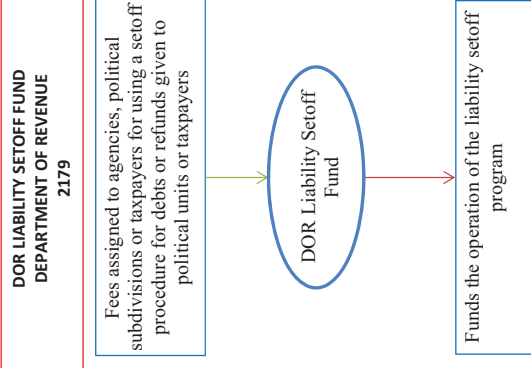 DOR LIABILITY SETOFF FUND
DEPARTMENT OF REVENUE
2179
Fees assigned to agencies, political
subdivisions or taxpayers for using a setoff
procedure for debts or refunds given to
political units or taxpayers
DOR Liability Setoff
Fund
Funds the operation of the liability setoff
program